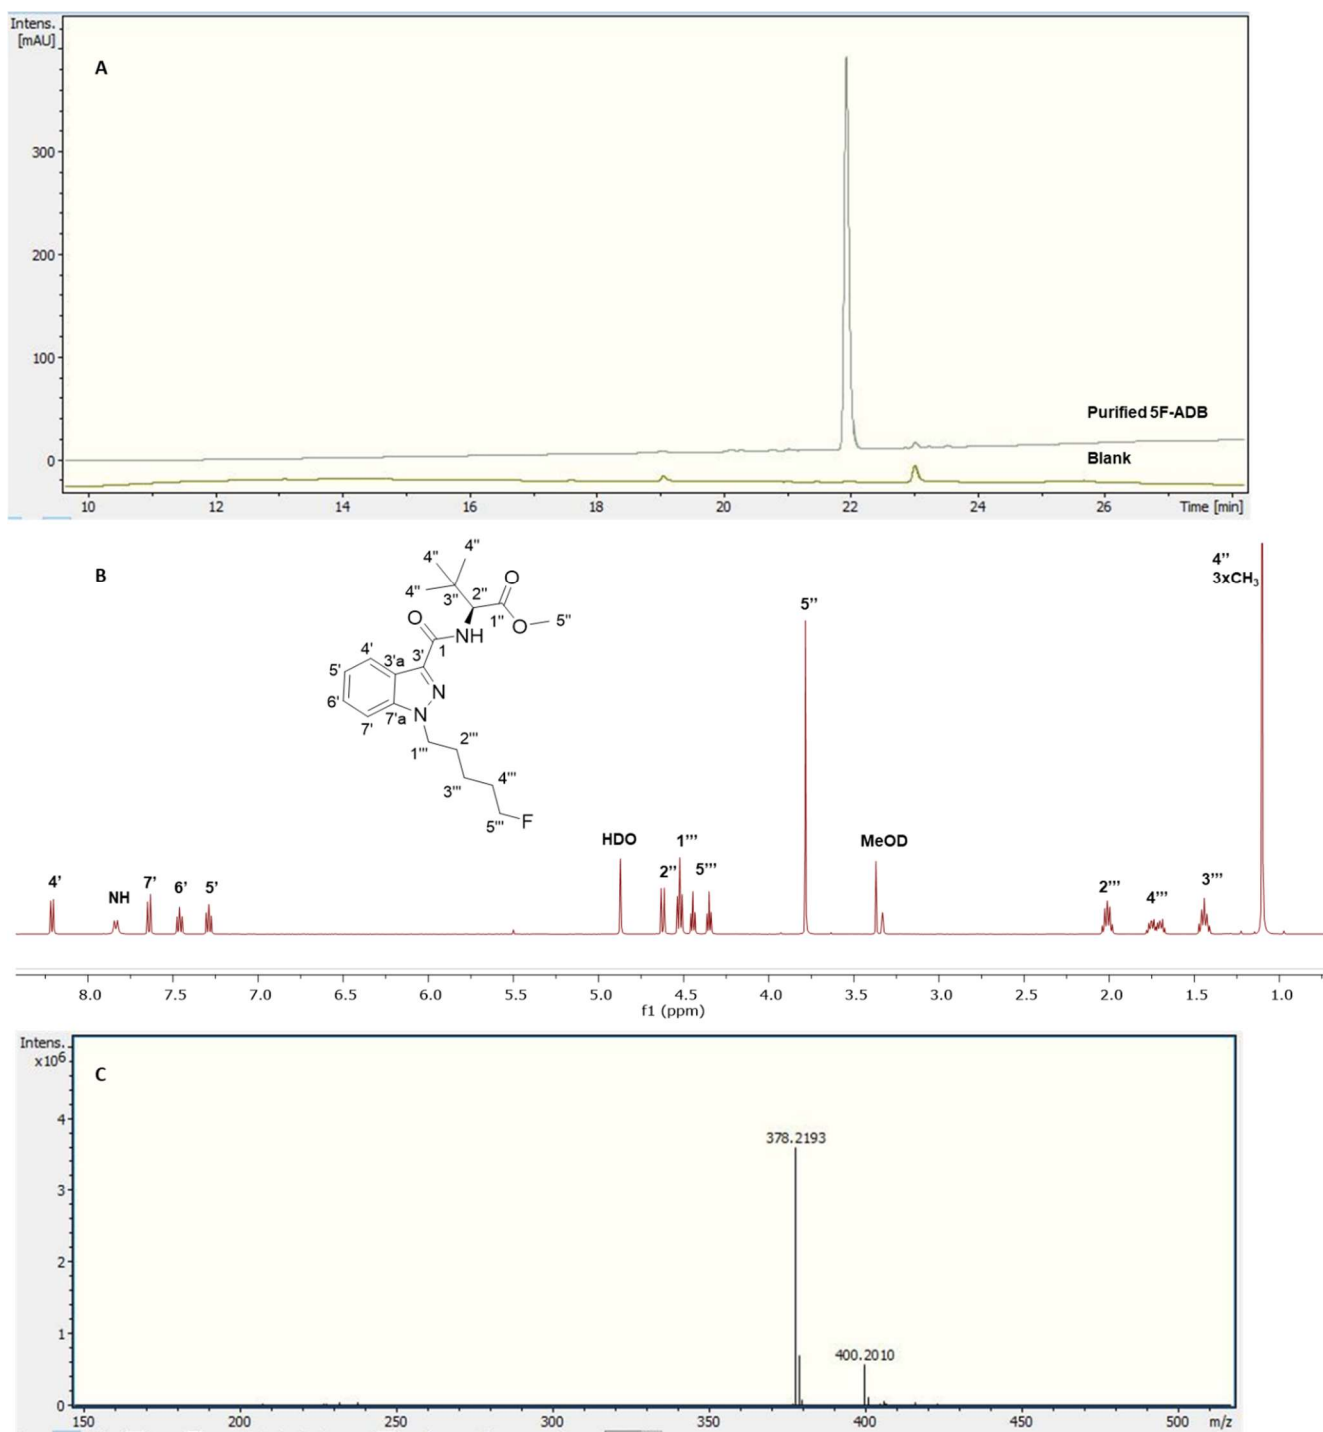 Intens.
[mAU]
A
300
200
100
0
Purified 5F-ADB
Blank
10 12 14 16 18 20 22 24 26 Time [min]
B
4'' 4''
4'' 3'' 2'' O
1'' O 5''
O NH
1
4' 3'a 3'
5' N
6' 7'a N
7'
1''' 2'''
3''' 4'''
5''' F
4''
3xCH3
5''
HDO 1''' MeOD
2'' 5'''
4' NH 7' 6' 5' 2''' 4''' 3'''
8.0 7.5 7.0 6.5 6.0 5.5 5.0 4.5 4.0 3.5 3.0 2.5 2.0 1.5 1.0
f1 (ppm)
Intens.
x10⁶
C
4
3
2
1
0
378.2193
400.2010
150 200 250 300 350 400 450 500 m/z